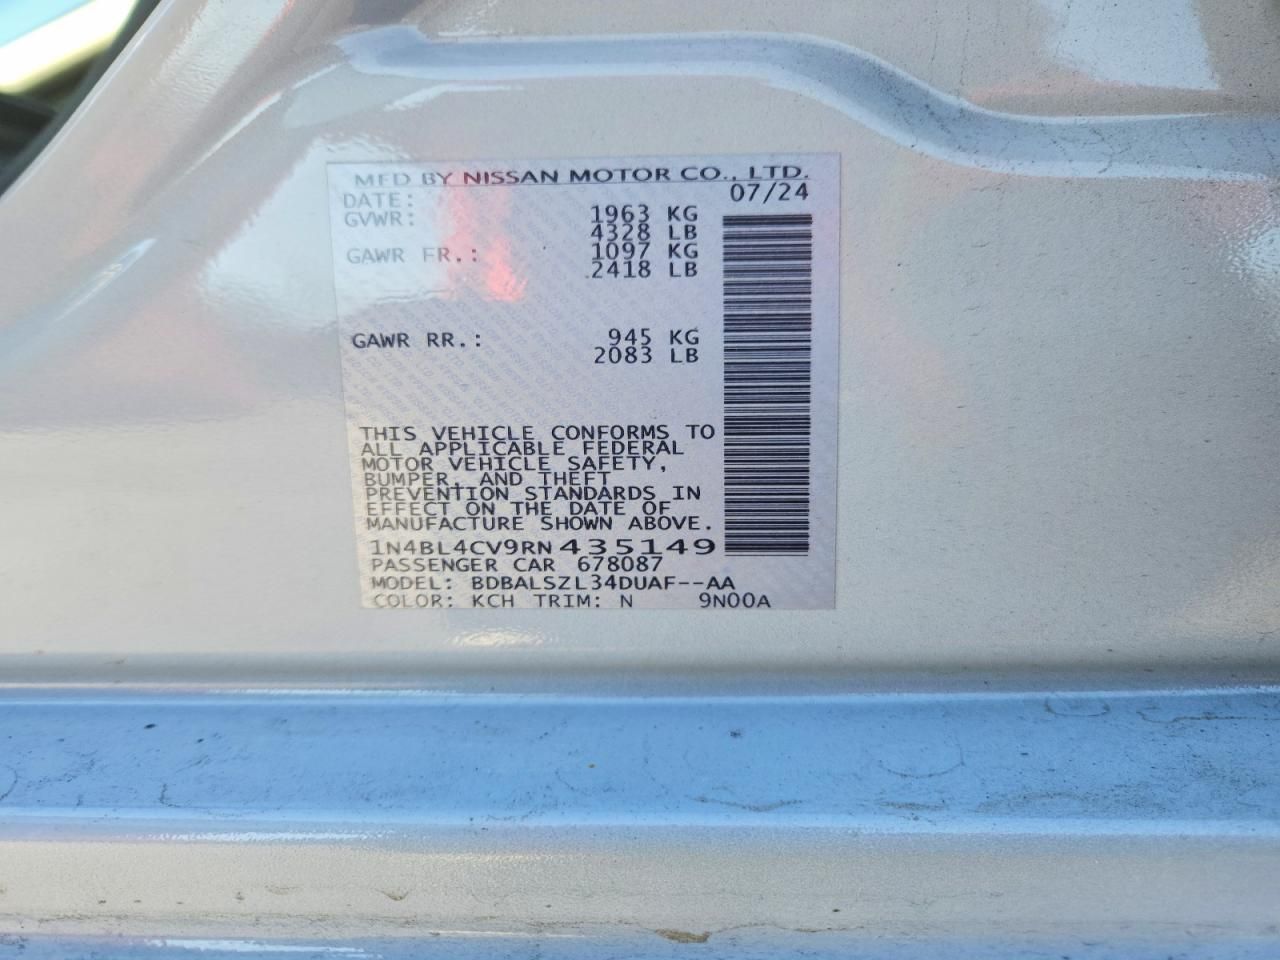 MFD BY NISSAN MOTOR CO., LTD.
DATE: 07/24
GVWR: 1963 KG
4328 LB
GAWR FR.: 1097 KG
2418 LB
GAWR RR.: 945 KG
2083 LB
THIS VEHICLE CONFORMS TO
ALL APPLICABLE FEDERAL
MOTOR VEHICLE SAFETY,
BUMPER, AND THEFT
PREVENTION STANDARDS IN
EFFECT ON THE DATE OF
MANUFACTURE SHOWN ABOVE.
1N4BL4CV9RN435149
PASSENGER CAR 678087
MODEL: BDBALSZL34DUAF--AA
COLOR: KCH TRIM: N 9N00A